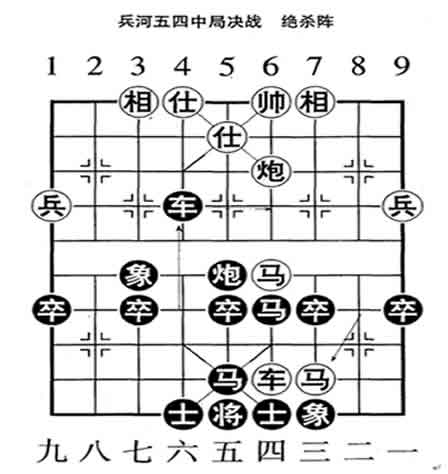 兵河五四中局决战 绝杀阵
1 2 3 4 5 6 7 8 9
相 仕 帅 相
仕
炮
兵 车 兵
象 炮 马
卒 卒 卒 马 卒 卒
马 车 马
士 将 士 象
九 八 七 六 五 四 三 二 一